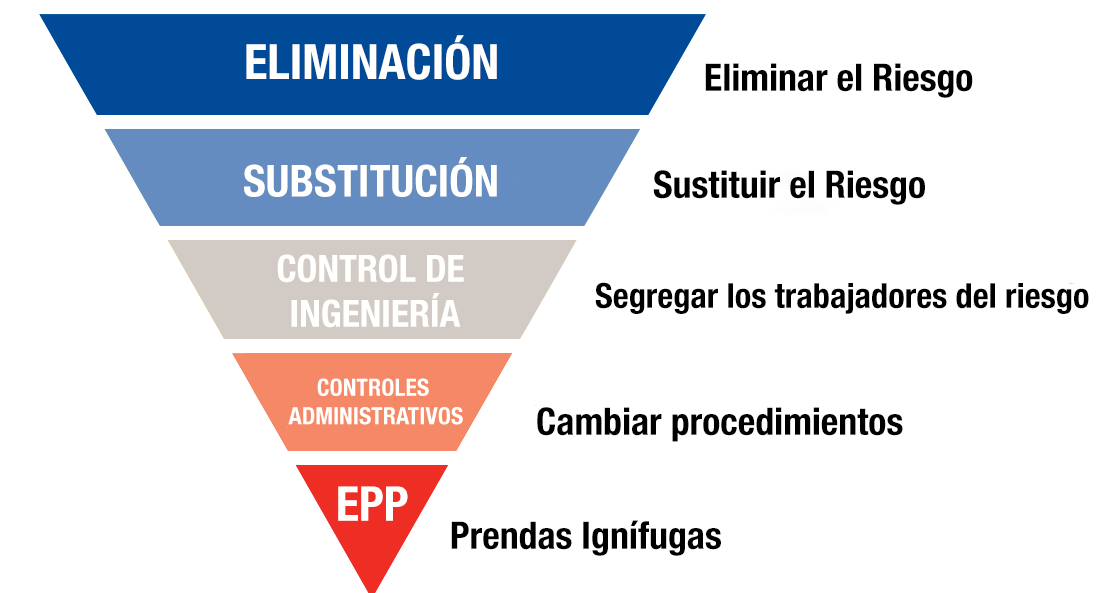 ELIMINACIÓN
Eliminar el Riesgo
SUBSTITUCIÓN
Sustituir el Riesgo
CONTROL DE
INGENIERÍA
Segregar los trabajadores del riesgo
CONTROLES
ADMINISTRATIVOS
Cambiar procedimientos
EPP
Prendas Ignífugas